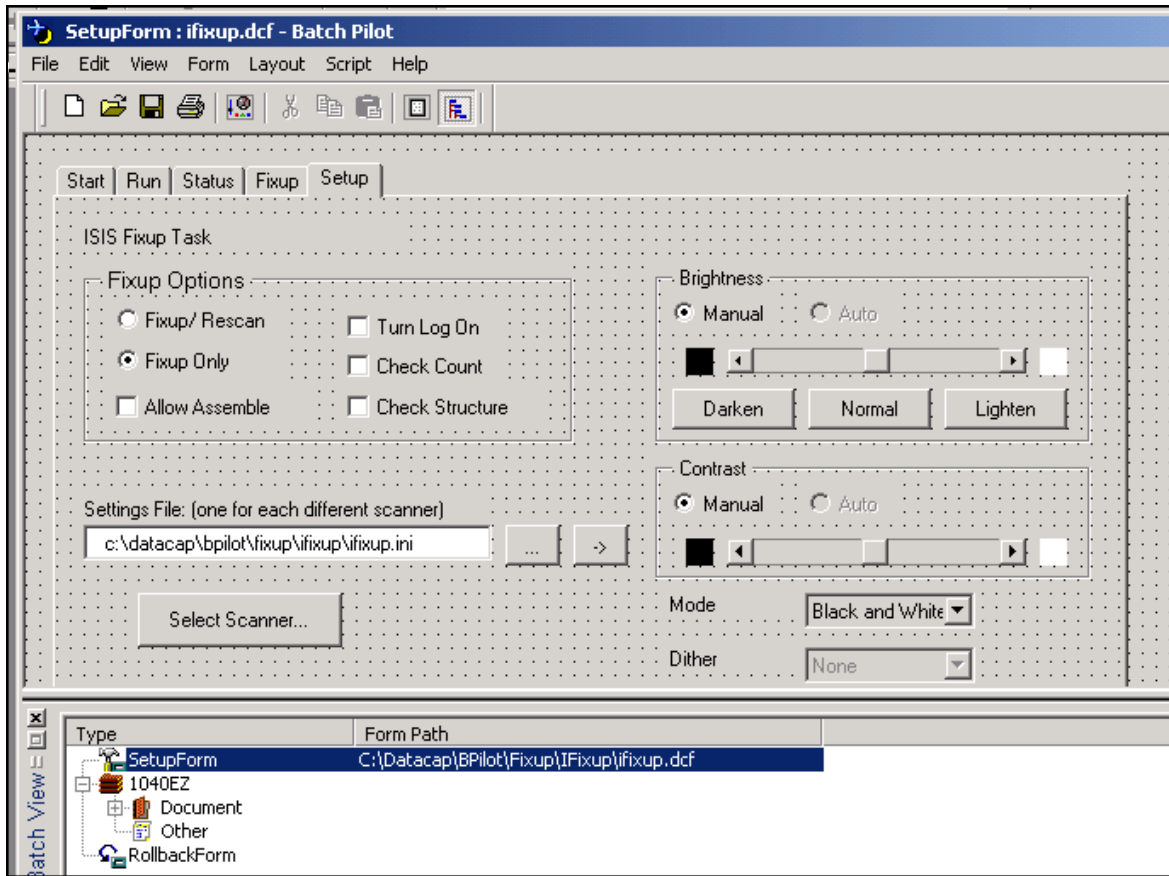 SetupForm : ifixup.dcf - Batch Pilot
File Edit View Form Layout Script Help
Start Run Status Fixup Setup
ISIS Fixup Task
Fixup Options
Fixup/ Rescan
Turn Log On
Fixup Only
Check Count
Allow Assemble
Check Structure
Settings File: (one for each different scanner)
c:\datacap\bpilot\fixup\ifixup\ifixup.ini
...
->
Select Scanner...
Brightness
Manual Auto
Darken Normal Lighten
Contrast
Manual Auto
Mode Black and White
Dither None
Batch View
Type Form Path
SetupForm C:\Datacap\BPilot\Fixup\IFixup\ifixup.dcf
1040EZ
Document
Other
RollbackForm